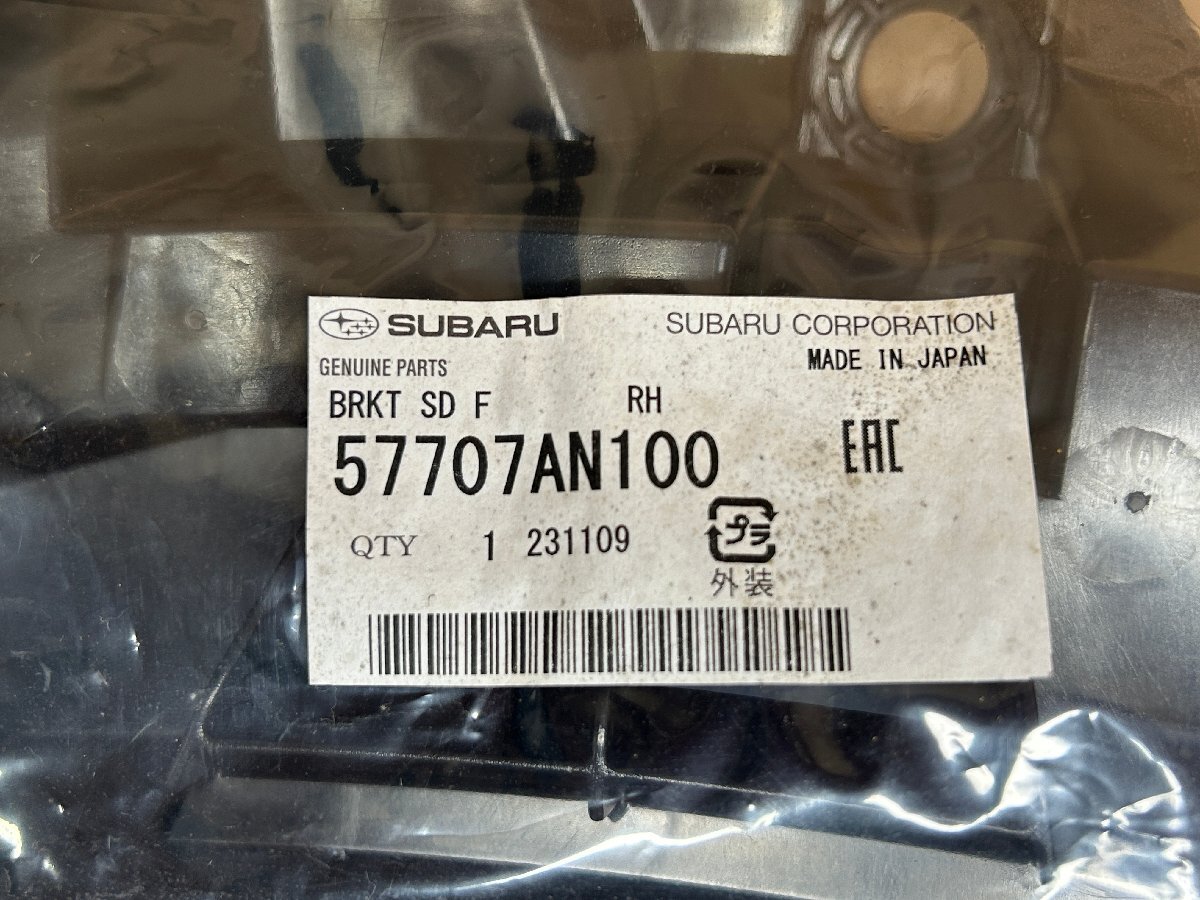 SUBARU SUBARU CORPORATION
GENUINE PARTS MADE IN JAPAN
BRKT SD F RH
57707AN100 EAC
QTY 1 231109 プラ
外装